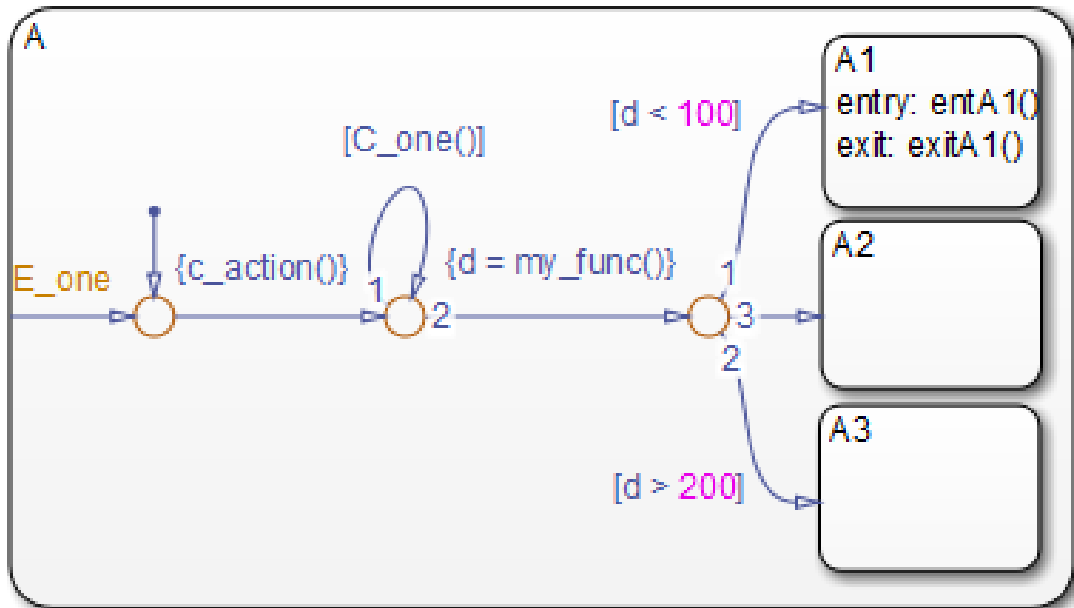 A
E_one
{c_action()}
[C_one()]
1
2
{d = my_func()}
[d < 100]
1
3
2
[d > 200]
A1
entry: entA1()
exit: exitA1()
A2
A3